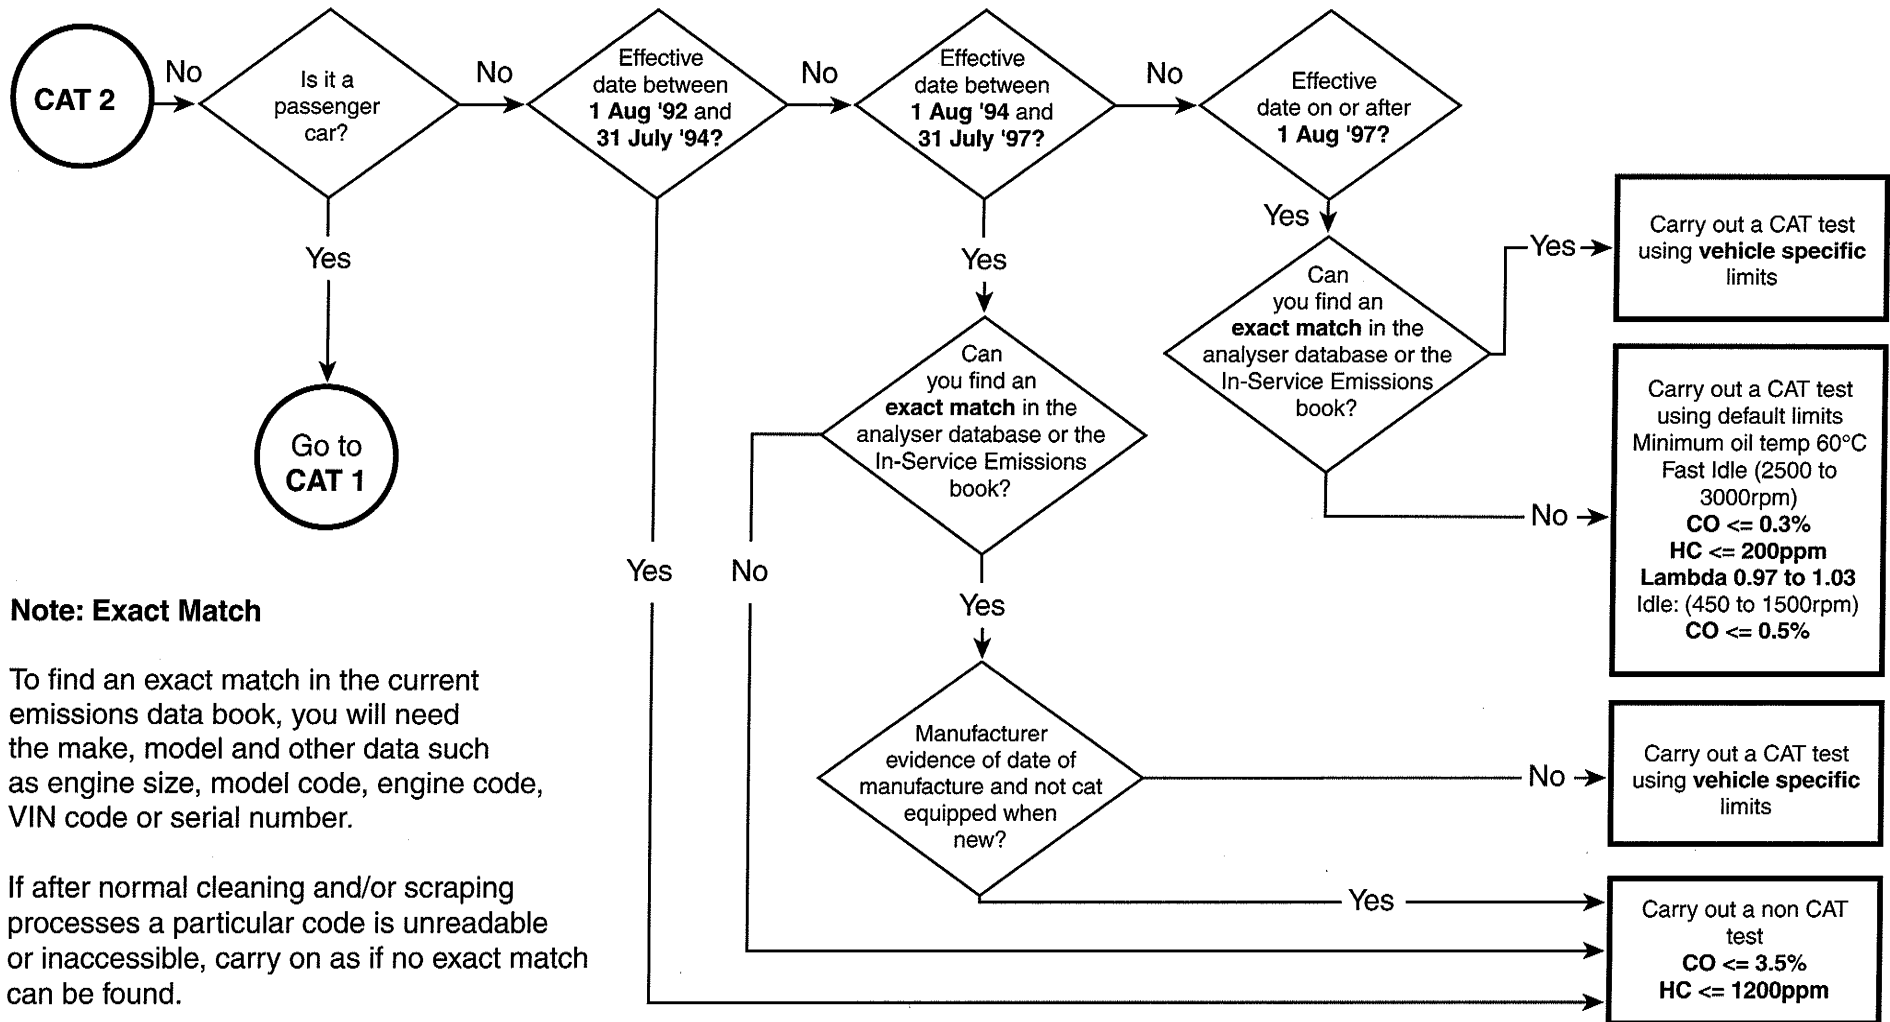 CAT 2
No
Is it a
passenger
car?
No
Effective
date between
1 Aug '92 and
31 July '94?
No
Effective
date between
1 Aug '94 and
31 July '97?
No
Effective
date on or after
1 Aug '97?
Yes
Go to
CAT 1
Yes
Yes
Can
you find an
exact match in the
analyser database or the
In-Service Emissions
book?
Yes
Carry out a CAT test
using vehicle specific
limits
No
Carry out a CAT test
using default limits
Minimum oil temp 60°C
Fast Idle (2500 to
3000rpm)
CO <= 0.3%
HC <= 200ppm
Lambda 0.97 to 1.03
Idle: (450 to 1500rpm)
CO <= 0.5%
Can
you find an
exact match in the
analyser database or the
In-Service Emissions
book?
Yes
No
Yes
Manufacturer
evidence of date of
manufacture and not cat
equipped when
new?
No
Carry out a CAT test
using vehicle specific
limits
Yes
Carry out a non CAT
test
CO <= 3.5%
HC <= 1200ppm
Note: Exact Match
To find an exact match in the current
emissions data book, you will need
the make, model and other data such
as engine size, model code, engine code,
VIN code or serial number.
If after normal cleaning and/or scraping
processes a particular code is unreadable
or inaccessible, carry on as if no exact match
can be found.